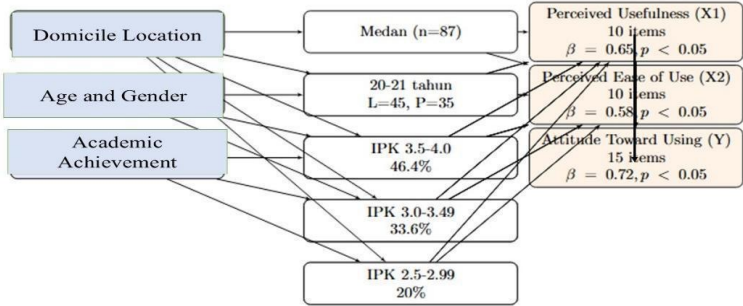 Domicile Location
Age and Gender
Academic
Achievement
Medan (n=87)
20-21 tahun
L=45, P=35
IPK 3.5-4.0
46.4%
IPK 3.0-3.49
33.6%
IPK 2.5-2.99
20%
Perceived Usefulness (X1)
10 items
β = 0.65, p < 0.05
Perceived Ease of Use (X2)
10 items
β = 0.58, p < 0.05
Attitude Toward Using (Y)
15 items
β = 0.72, p < 0.05